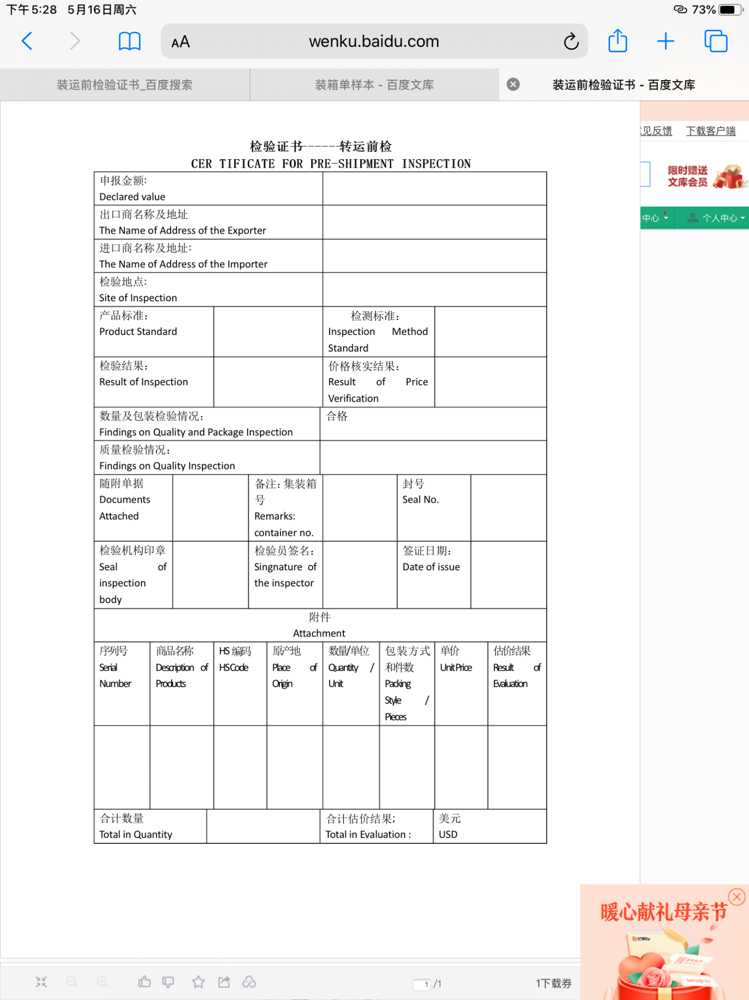 下午5:28 5月16日周六
73%
AA
wenku.baidu.com
装运前检验证书_百度搜索
装箱单样本 - 百度文库
装运前检验证书 - 百度文库
见反馈
下载客户端
限时赠送
文库会员
中心
个人中心
检验证书------转运前检
CER TIFICATE FOR PRE-SHIPMENT INSPECTION
申报金额:
Declared value
出口商名称及地址
The Name of Address of the Exporter
进口商名称及地址:
The Name of Address of the Importer
检验地点:
Site of Inspection
产品标准：
Product Standard
检测标准：
Inspection Method
Standard
检验结果：
Result of Inspection
价格核实结果：
Result of Price
Verification
数量及包装检验情况：
Findings on Quality and Package Inspection
合格
质量检验情况：
Findings on Quality Inspection
随附单据
Documents
Attached
备注：集装箱
号
Remarks:
container no.
封号
Seal No.
检验机构印章
Seal of
inspection
body
检验员签名：
Singnature of
the inspector
签证日期：
Date of issue
附件
Attachment
序列号
Serial
Number
商品名称
Description of
Products
HS 编码
HS Code
原产地
Place of
Origin
数量/单位
Quantity /
Unit
包装方式
和件数
Packing
Style /
Pieces
单价
Unit Price
估价结果
Result of
Evaluation
合计数量
Total in Quantity
合计估价结果;
Total in Evaluation :
美元
USD
暖心献礼母亲节
芒果tv
samsonite
1 /1
1下载券